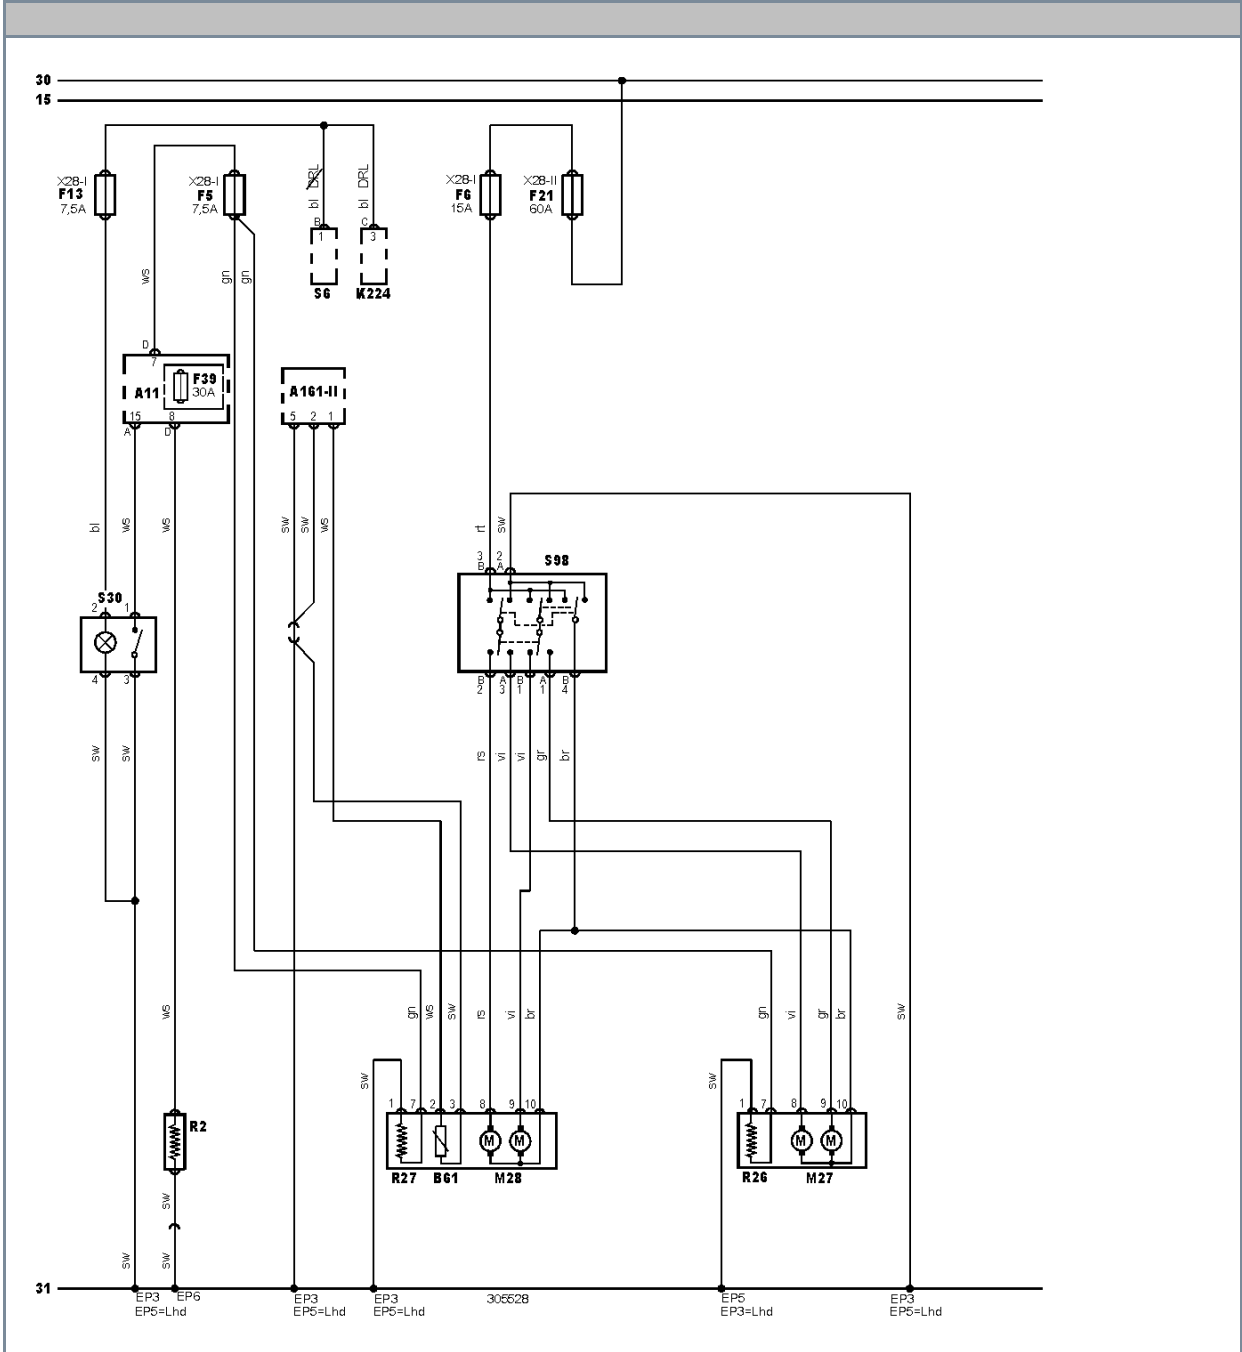 30
15
X28-I
F13
7,5A
X28-I
F5
7,5A
bl DRL
bl DRL
X28-I
F6
15A
X28-II
F21
60A
B
1
C
3
S6
K224
ws
gn
gn
D
7
A11
F39
30A
15
8
A
D
A161-II
5 2 1
bl
ws
ws
sw
sw
ws
rt
sw
3 2
B A
S98
S30
2 1
4 3
B A B A B
2 3 1 1 4
sw
sw
rs
vi
vi
gr
br
ws
gn
ws
sw
rs
vi
br
gn
vi
gr
br
sw
sw
sw
1 7 2 3 8 9 10
1 7 8 9 10
M M
M M
R2
R27 B61 M28
R26 M27
sw
sw
sw
31
EP3
EP5=Lhd
EP6
EP3
EP5=Lhd
EP3
EP5=Lhd
305528
EP5
EP3=Lhd
EP3
EP5=Lhd